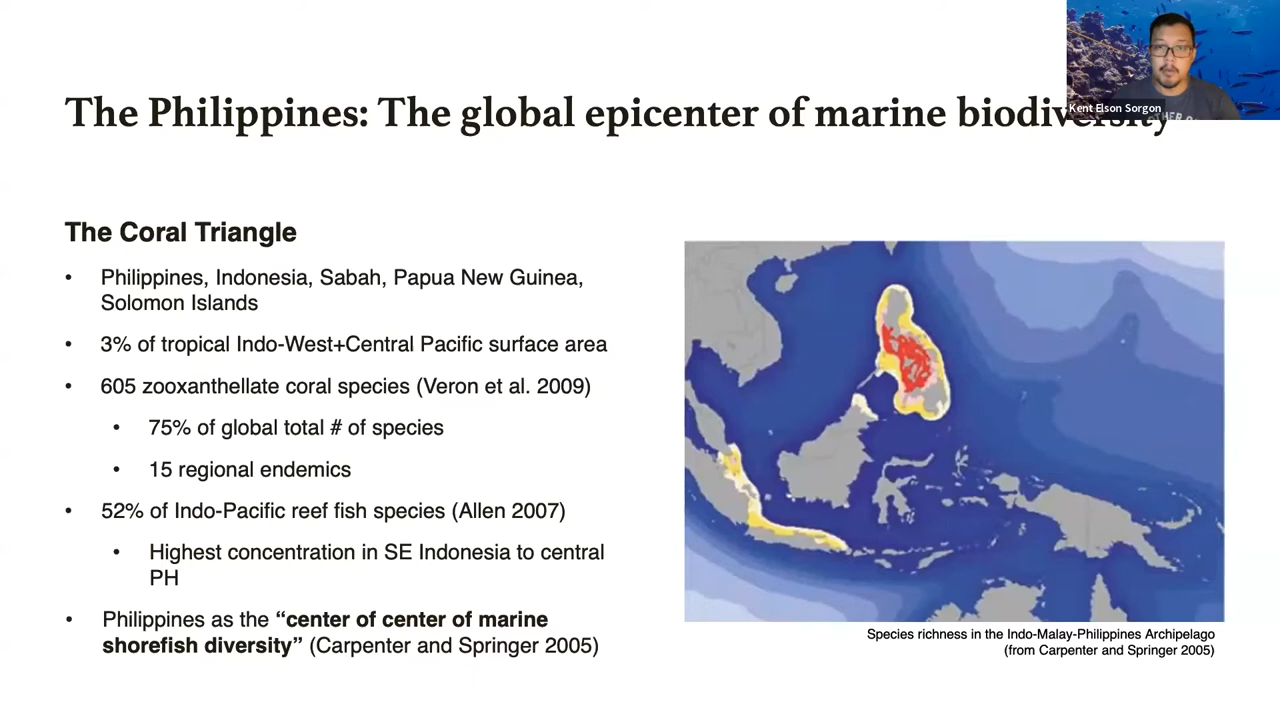 The Philippines: The global epicenter of marine biodiversity
Kent Elson Sorgon
The Coral Triangle
• Philippines, Indonesia, Sabah, Papua New Guinea,
Solomon Islands
• 3% of tropical Indo-West+Central Pacific surface area
• 605 zooxanthellate coral species (Veron et al. 2009)
• 75% of global total # of species
• 15 regional endemics
• 52% of Indo-Pacific reef fish species (Allen 2007)
• Highest concentration in SE Indonesia to central
PH
• Philippines as the “center of center of marine
shorefish diversity” (Carpenter and Springer 2005)
Species richness in the Indo-Malay-Philippines Archipelago
(from Carpenter and Springer 2005)